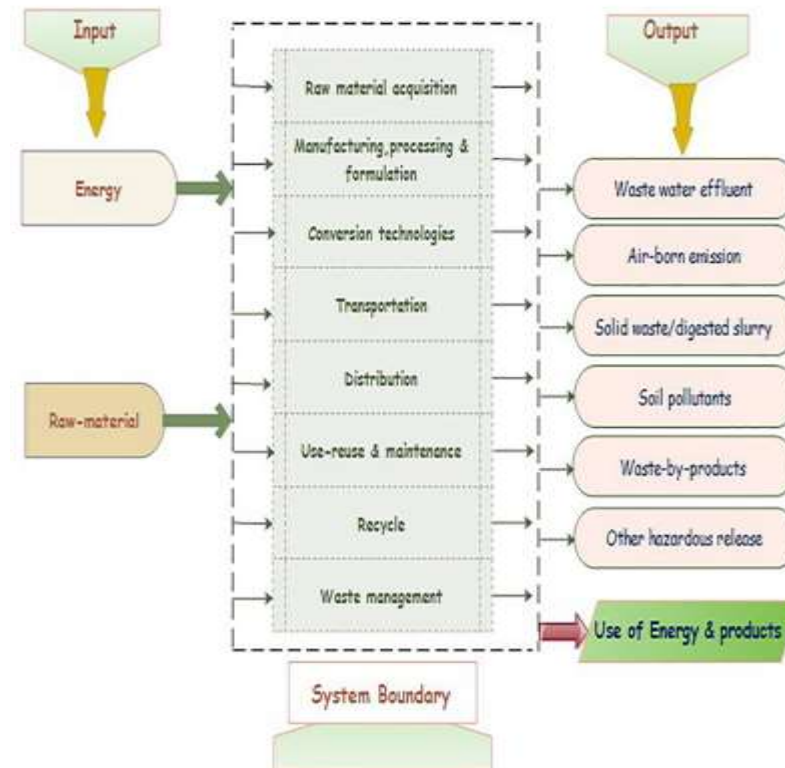 Input
Output
Raw material acquisition
Manufacturing,processing &
formulation
Energy
Waste water effluent
Conversion technologies
Air-born emission
Transportation
Solid waste/digested slurry
Distribution
Soil pollutants
Raw-material
Use-reuse & maintenance
Waste-by-products
Recycle
Other hazardous release
Waste management
Use of Energy & products
System Boundary